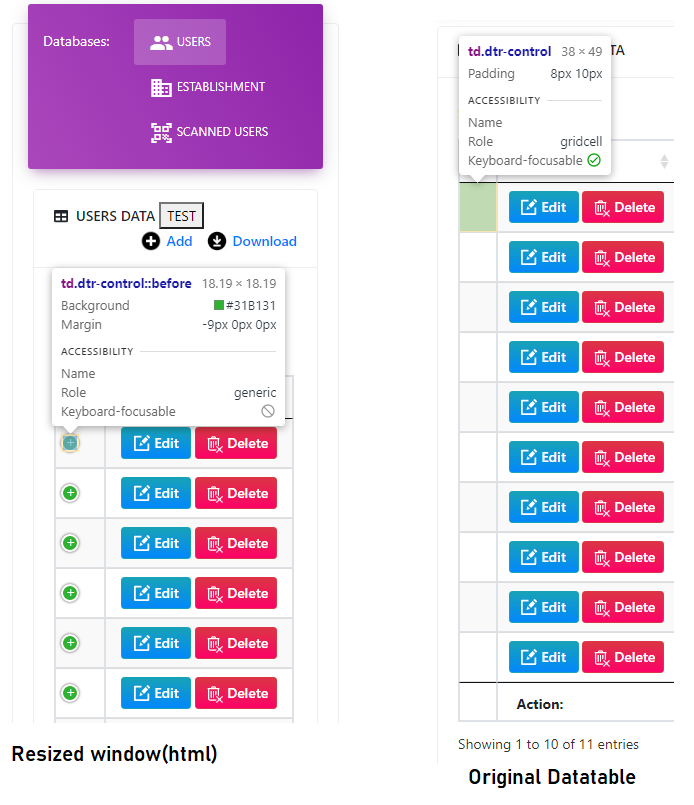 Databases:
USERS
ESTABLISHMENT
SCANNED USERS
USERS DATA TEST
Add Download
td.dtr-control::before 18.19 × 18.19
Background #31B131
Margin -9px 0px 0px
ACCESSIBILITY
Name
Role generic
Keyboard-focusable
Edit Delete
Edit Delete
Edit Delete
Edit Delete
Edit Delete
Edit Delete
Resized window(html)
TA
td.dtr-control 38 × 49
Padding 8px 10px
ACCESSIBILITY
Name
Role gridcell
Keyboard-focusable
Edit Delete
Edit Delete
Edit Delete
Edit Delete
Edit Delete
Edit Delete
Edit Delete
Edit Delete
Edit Delete
Edit Delete
Action:
Showing 1 to 10 of 11 entries
Original Datatable